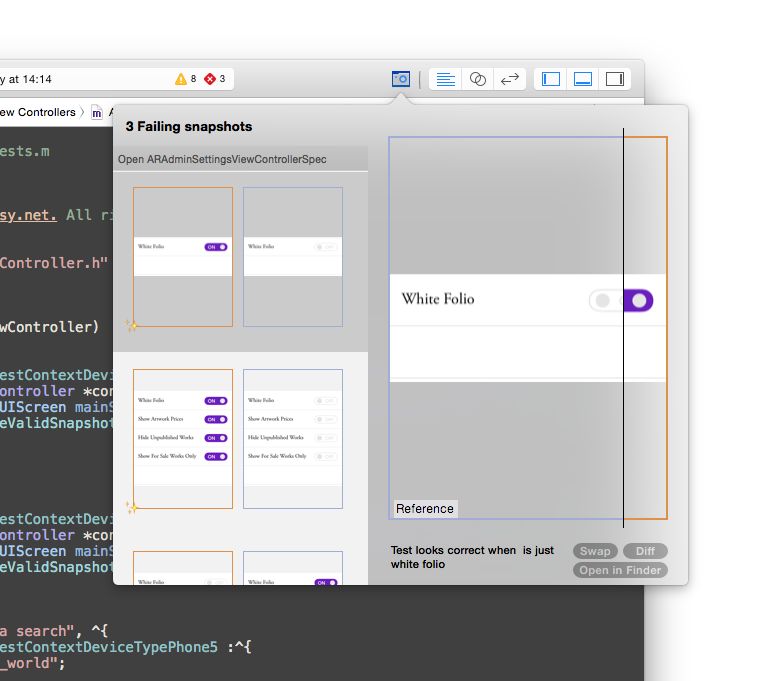 y at 14:14
8
3
ew Controllers
m
3 Failing snapshots
Open ARAdminSettingsViewControllerSpec
White Folio
ON
White Folio
OFF
White Folio
ON
Show Artwork Prices
ON
Hide Unpublished Works
ON
Show For Sale Works Only
ON
White Folio
OFF
Show Artwork Prices
OFF
Hide Unpublished Works
OFF
Show For Sale Works Only
OFF
White Folio
White Folio
ON
White Folio
Reference
Test looks correct when is just
white folio
Swap
Diff
Open in Finder
ests.m
sy.net. All ri
Controller.h"
wController)
estContextDevi
ontroller *con
UIScreen mainS
eValidSnapshot
estContextDevi
ontroller *con
UIScreen mainS
eValidSnapshot
a search", ^{
estContextDeviceTypePhone5 :^{
_world";